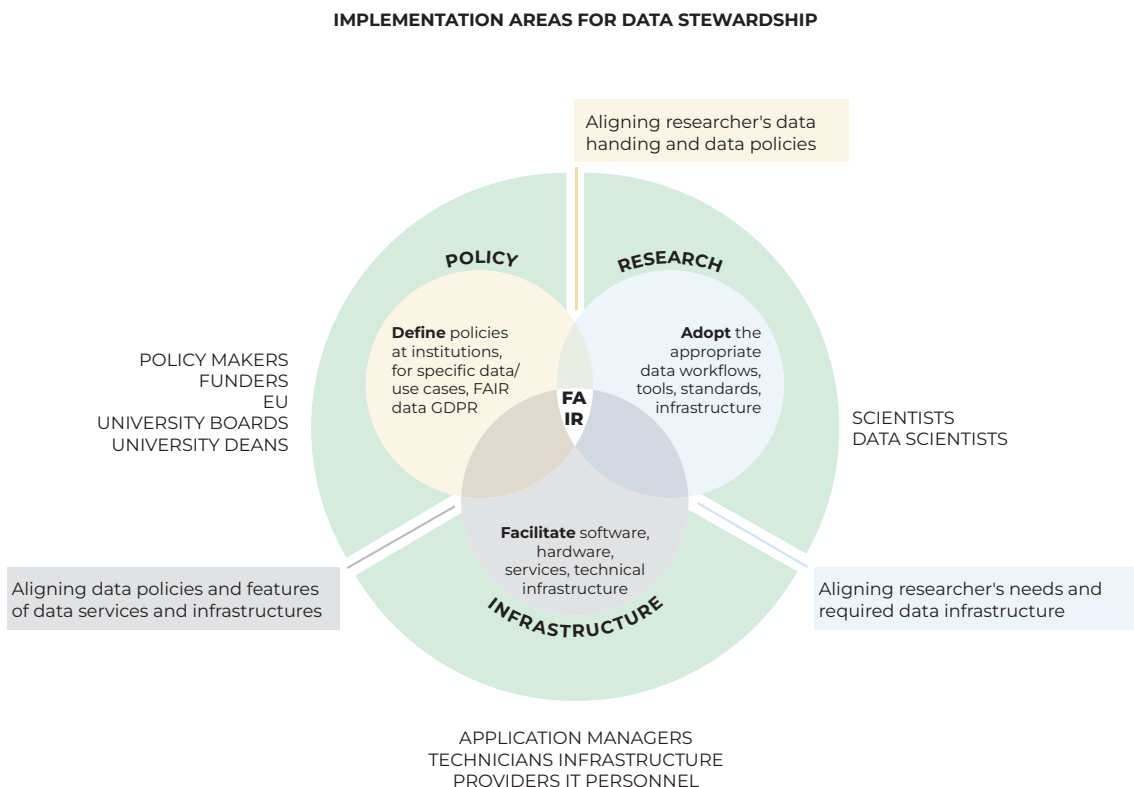 IMPLEMENTATION AREAS FOR DATA STEWARDSHIP
Aligning researcher's data
handing and data policies
POLICY
RESEARCH
Define policies
at institutions,
for specific data/
use cases, FAIR
data GDPR
Adopt the
appropriate
data workflows,
tools, standards,
infrastructure
FA
IR
POLICY MAKERS
FUNDERS
EU
UNIVERSITY BOARDS
UNIVERSITY DEANS
SCIENTISTS
DATA SCIENTISTS
Facilitate software,
hardware,
services, technical
infrastructure
INFRASTRUCTURE
Aligning data policies and features
of data services and infrastructures
Aligning researcher's needs and
required data infrastructure
APPLICATION MANAGERS
TECHNICIANS INFRASTRUCTURE
PROVIDERS IT PERSONNEL